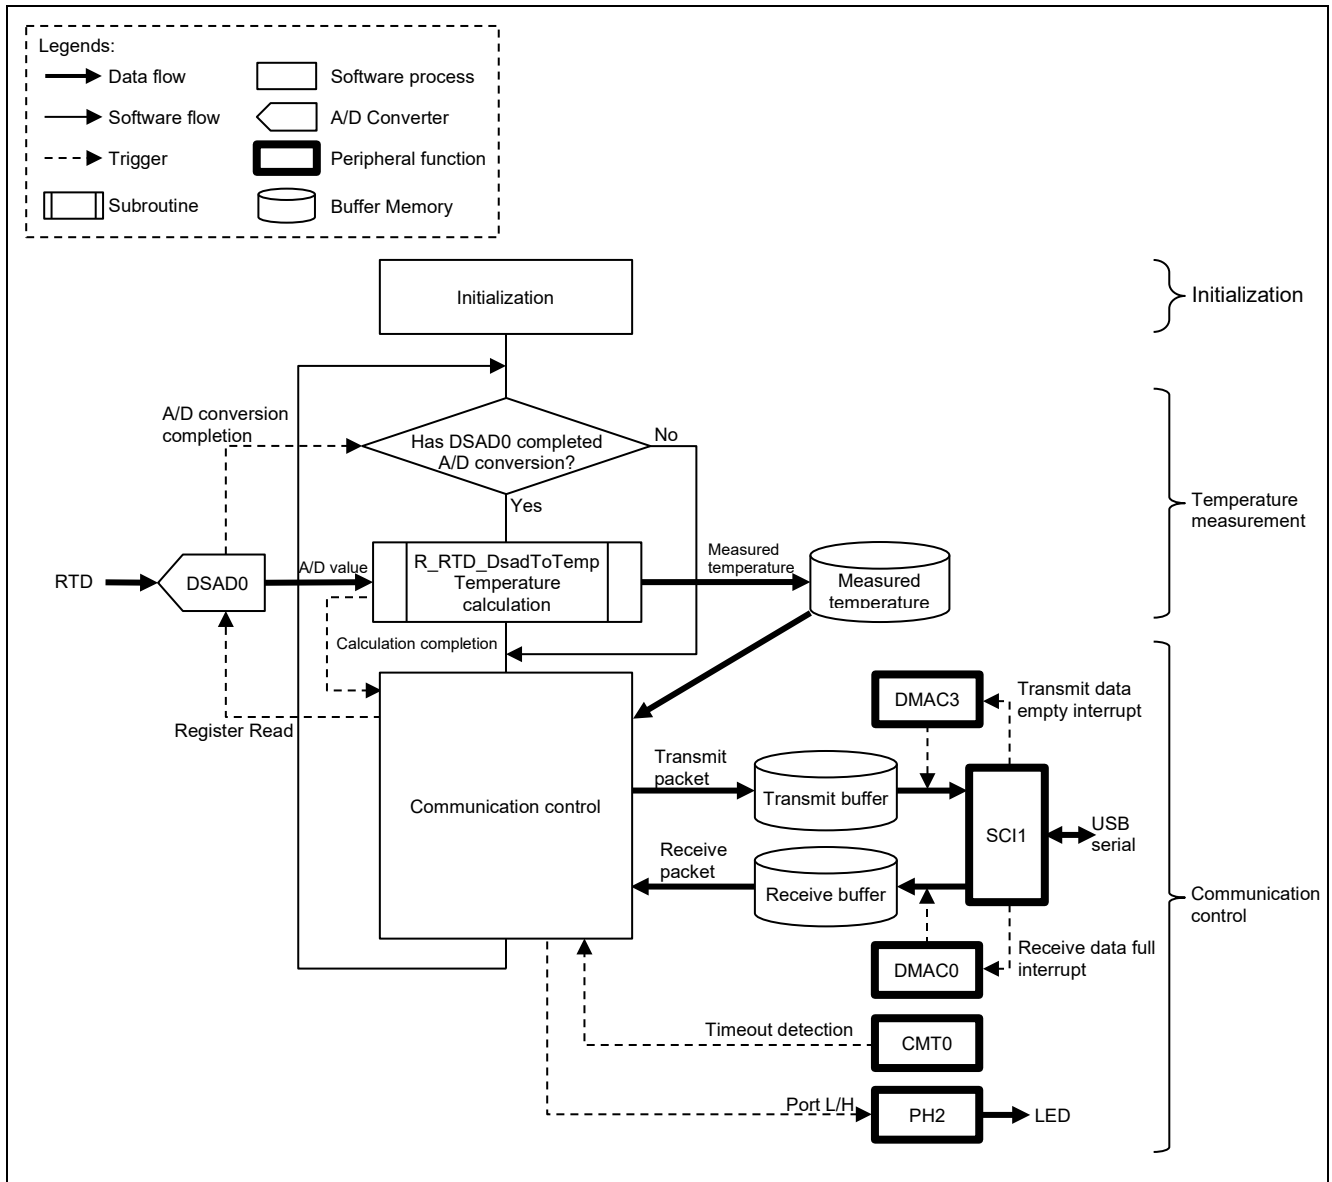 Legends:
Data flow
Software process
Software flow
A/D Converter
Trigger
Peripheral function
Subroutine
Buffer Memory
Initialization
Initialization
A/D conversion
completion
Has DSAD0 completed
A/D conversion?
No
Yes
Temperature
measurement
RTD
DSAD0
A/D value
R_RTD_DsadToTemp
Temperature
calculation
Measured
temperature
Measured
temperature
Calculation completion
Register Read
DMAC3
Transmit data
empty interrupt
Communication control
Transmit
packet
Transmit buffer
SCI1
USB
serial
Receive
packet
Receive buffer
Communication
control
DMAC0
Receive data full
interrupt
Timeout detection
CMT0
Port L/H
PH2
LED